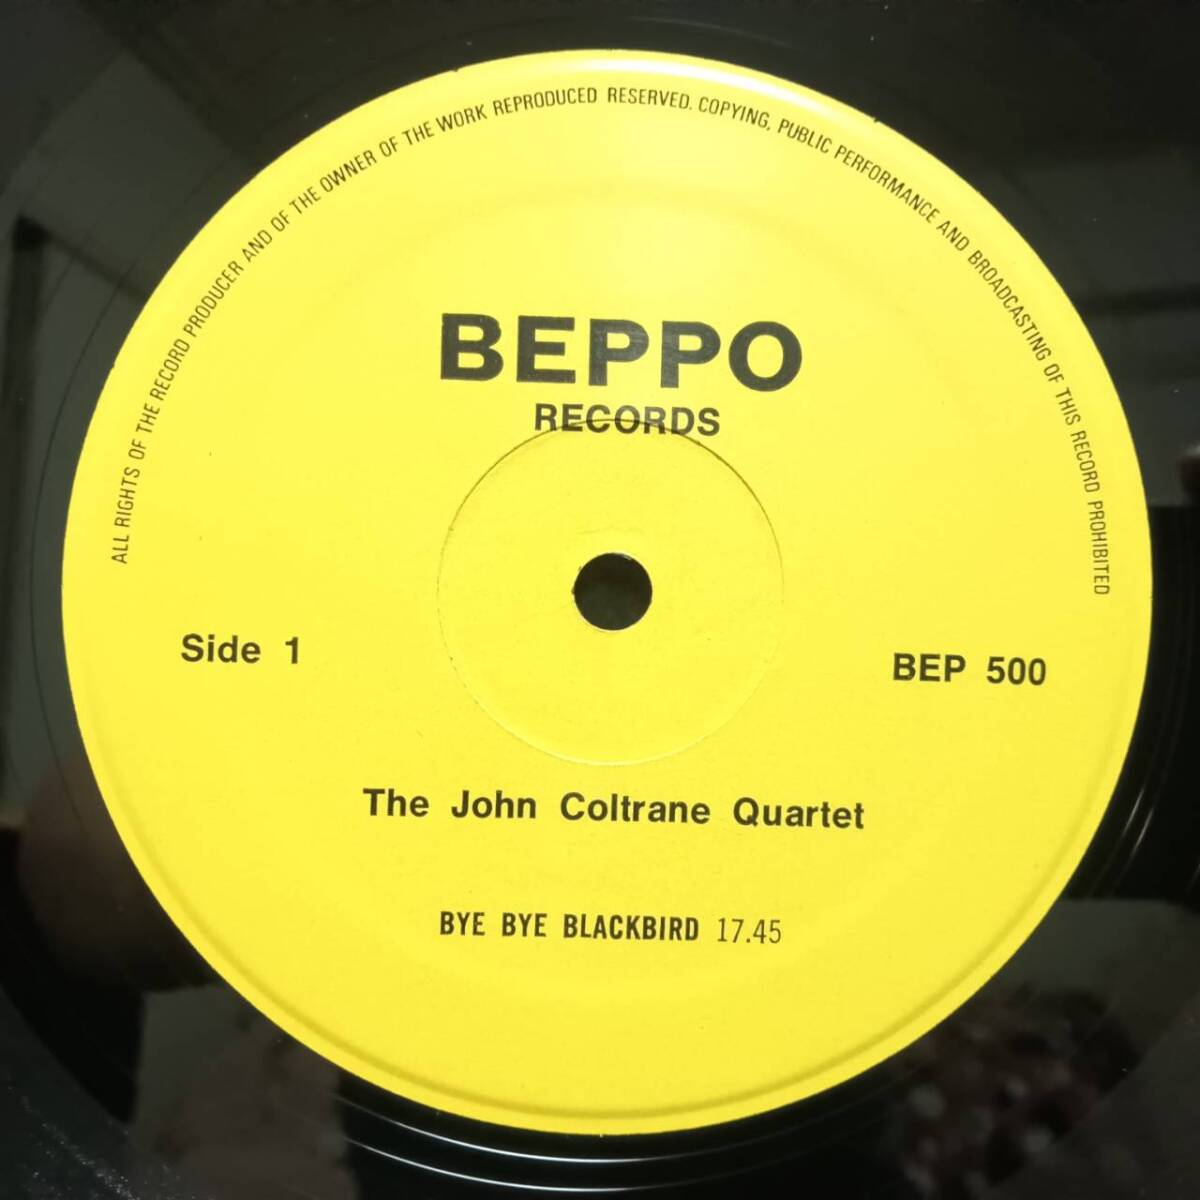 ALL RIGHTS OF THE RECORD PRODUCER AND OF THE OWNER OF THE WORK REPRODUCED RESERVED. COPYING, PUBLIC PERFORMANCE AND BROADCASTING OF THIS RECORD PROHIBITED
BEPPO
RECORDS
Side 1
BEP 500
The John Coltrane Quartet
BYE BYE BLACKBIRD 17.45